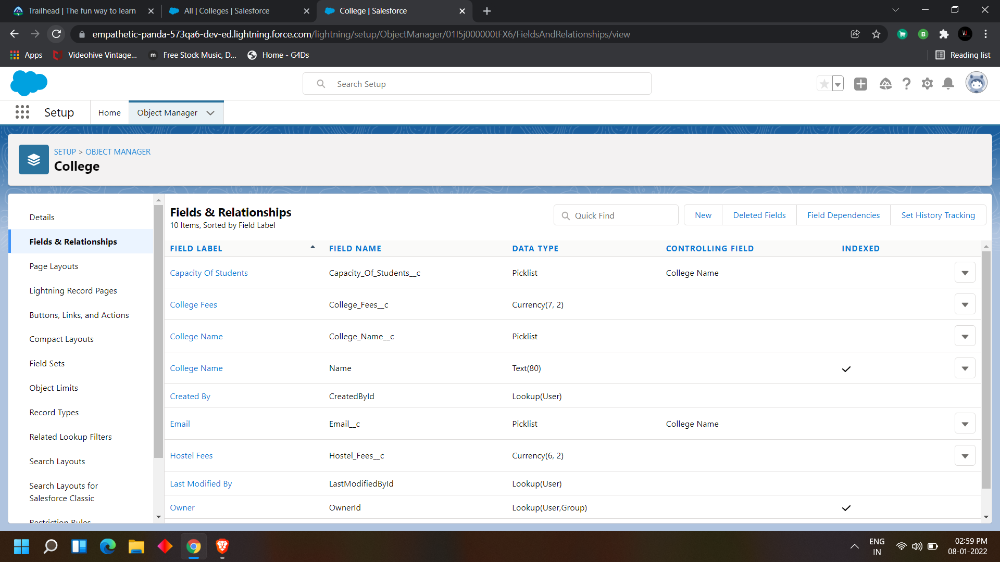 Trailhead | The fun way to learn
All | Colleges | Salesforce
College | Salesforce
empathetic-panda-573qa6-dev-ed.lightning.force.com/lightning/setup/ObjectManager/01I5j000000tFX6/FieldsAndRelationships/view
Apps
Videohive Vintage...
m
Free Stock Music, D...
Home - G4Ds
Reading list
Search Setup
Setup
Home
Object Manager
SETUP > OBJECT MANAGER
College
Details
Fields & Relationships
Page Layouts
Lightning Record Pages
Buttons, Links, and Actions
Compact Layouts
Field Sets
Object Limits
Record Types
Related Lookup Filters
Search Layouts
Search Layouts for
Salesforce Classic
Restriction Rules
Fields & Relationships
10 Items, Sorted by Field Label
Quick Find
New
Deleted Fields
Field Dependencies
Set History Tracking
FIELD LABEL FIELD NAME DATA TYPE CONTROLLING FIELD INDEXED
Capacity Of Students Capacity_Of_Students__c Picklist College Name
College Fees College_Fees__c Currency(7, 2)
College Name College_Name__c Picklist
College Name Name Text(80)
Created By CreatedById Lookup(User)
Email Email__c Picklist College Name
Hostel Fees Hostel_Fees__c Currency(6, 2)
Last Modified By LastModifiedById Lookup(User)
Owner OwnerId Lookup(User,Group)
ENG
IN
02:59 PM
08-01-2022